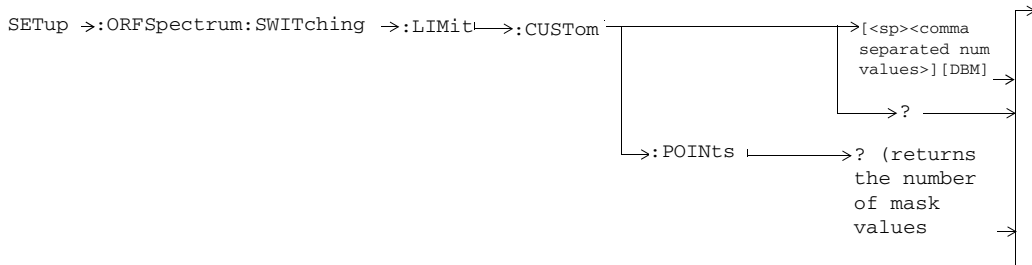 SETup :ORFSpectrum:SWITching :LIMit :CUSTom
[<sp><comma
separated num
values>][DBM]
?
:POINts ? (returns
the number
of mask
values